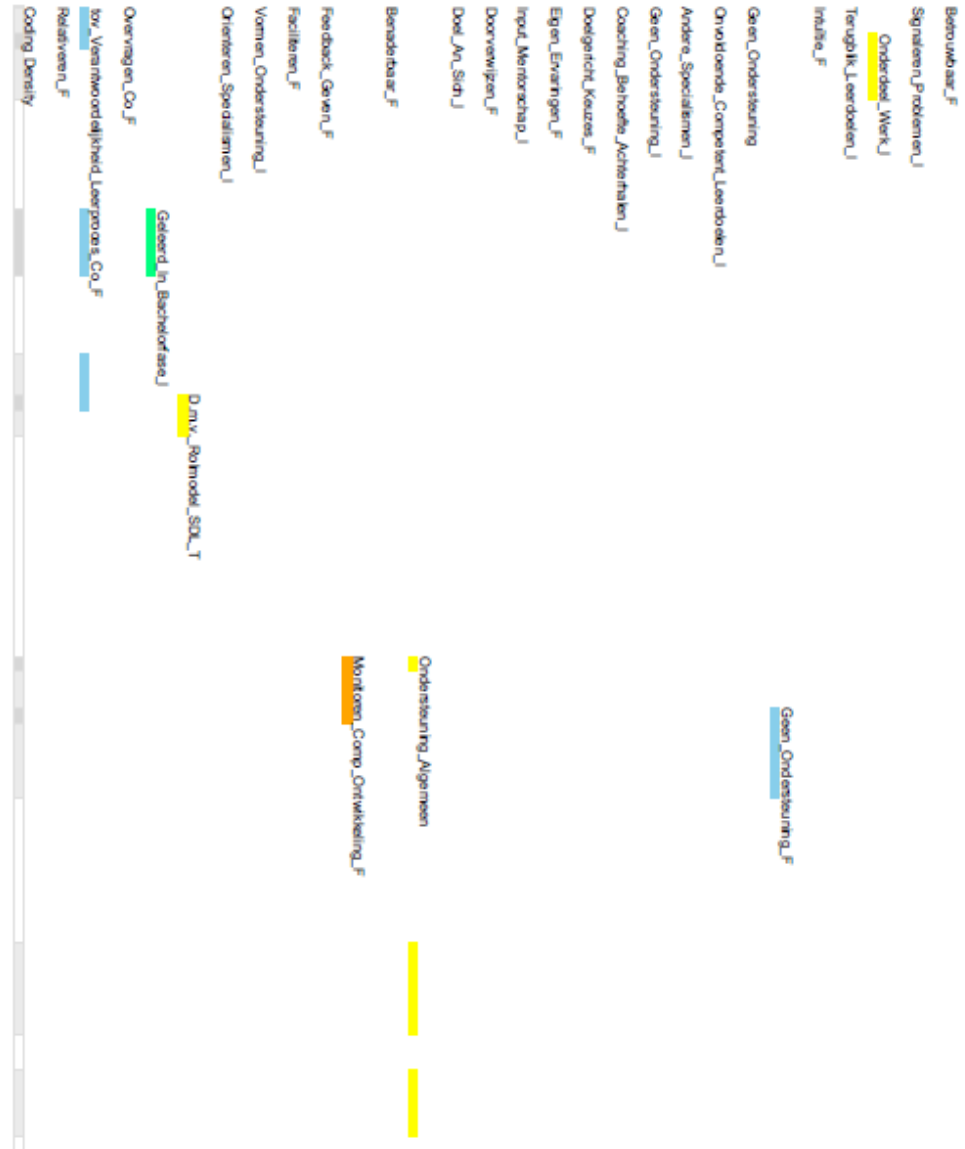 Betrouwbaar_F
Signaleren_Problemen_I
Onderdeel_Werk_I
Terugblik_Leerdoelen_I
Intuïtie_F
Geen_Ondersteuning_F
Geen_Ondersteuning
Onvoldoende_Competent_Leerdoelen_I
Andere_Specialismen_I
Geen_Ondersteuning_I
Coaching_Behoefte_Achterhalen_I
Doelgericht_Keuzes_F
Eigen_Ervaringen_F
Input_Mentorschap_I
Doorverwijzen_F
Doel_An_Sich_I
Ondersteuning_Algemeen
Benaderbaar_F
Monitoren_Comp_Ontwikkeling_F
Feedback_Geven_F
Faciliteren_F
Vormen_Ondersteuning_I
Orienteren_Specialismen_I
D.m.v._Rolmodel_SDL_T
Geleerd_In_Bachelorfase_I
Overvragen_Co_F
tov_Verantwoordelijkheid_Leerproces_Co_F
Relativeren_F
Coding Density